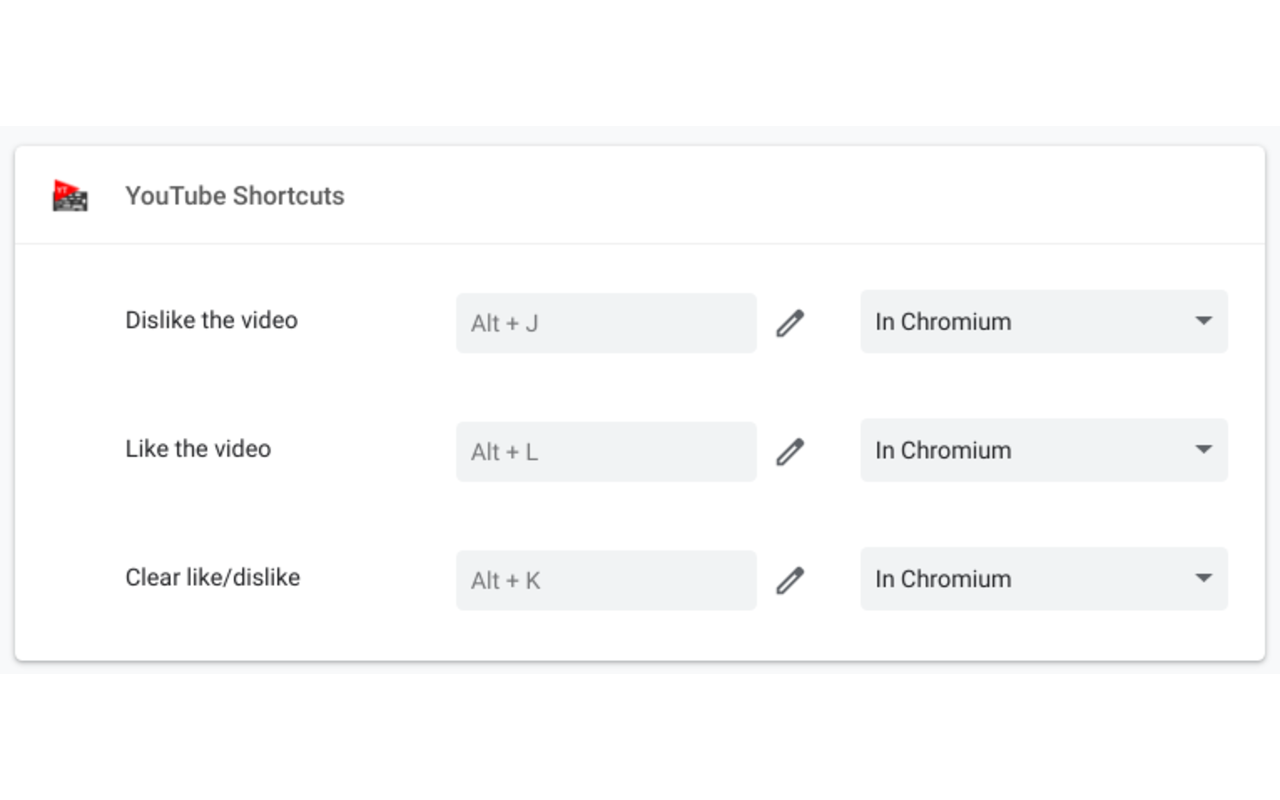 YT
YouTube Shortcuts
Dislike the video
Alt + J
In Chromium
Like the video
Alt + L
In Chromium
Clear like/dislike
Alt + K
In Chromium